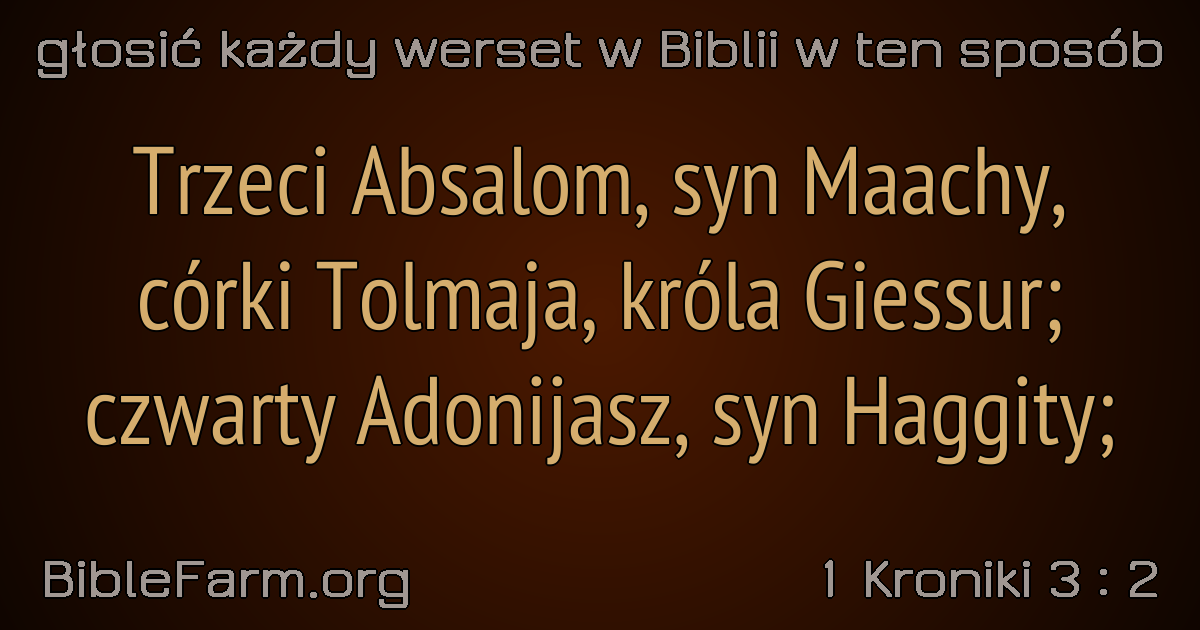 głosić każdy werset w Biblii w ten sposób
Trzeci Absalom, syn Maachy,
córki Tolmaja, króla Giessur;
czwarty Adonijasz, syn Haggity;
BibleFarm.org
1 Kroniki 3 : 2